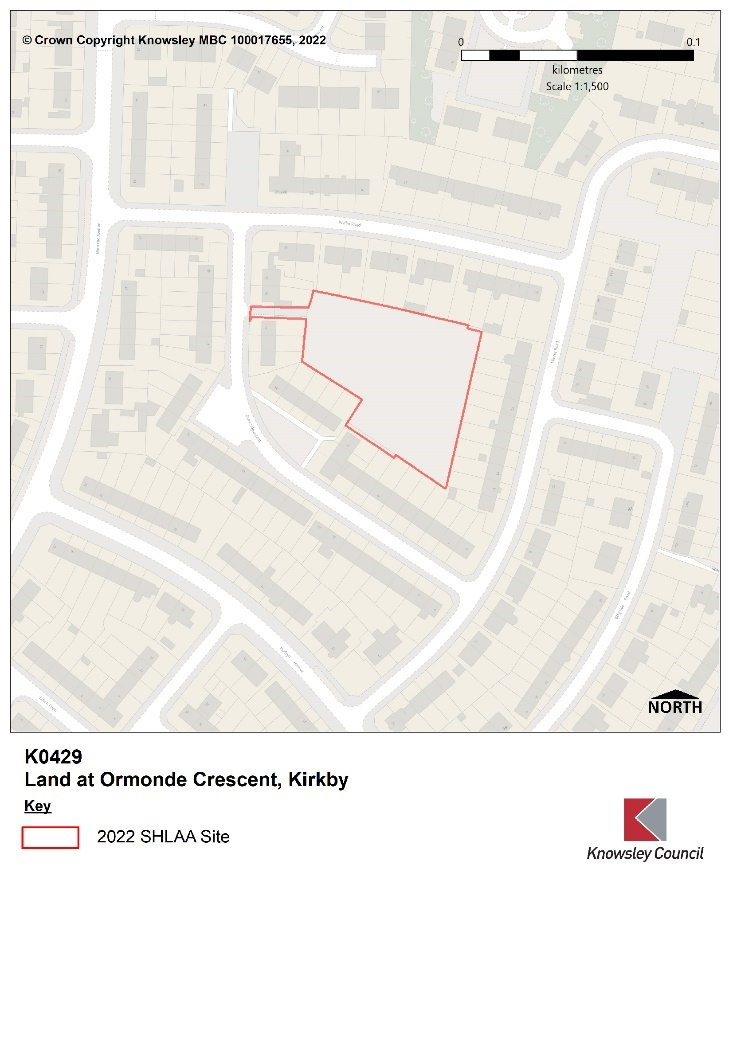 © Crown Copyright Knowsley MBC 100017655, 2022
0 0.1
kilometres
Scale 1:1,500
NORTH
K0429
Land at Ormonde Crescent, Kirkby
Key
2022 SHLAA Site
Knowsley Council